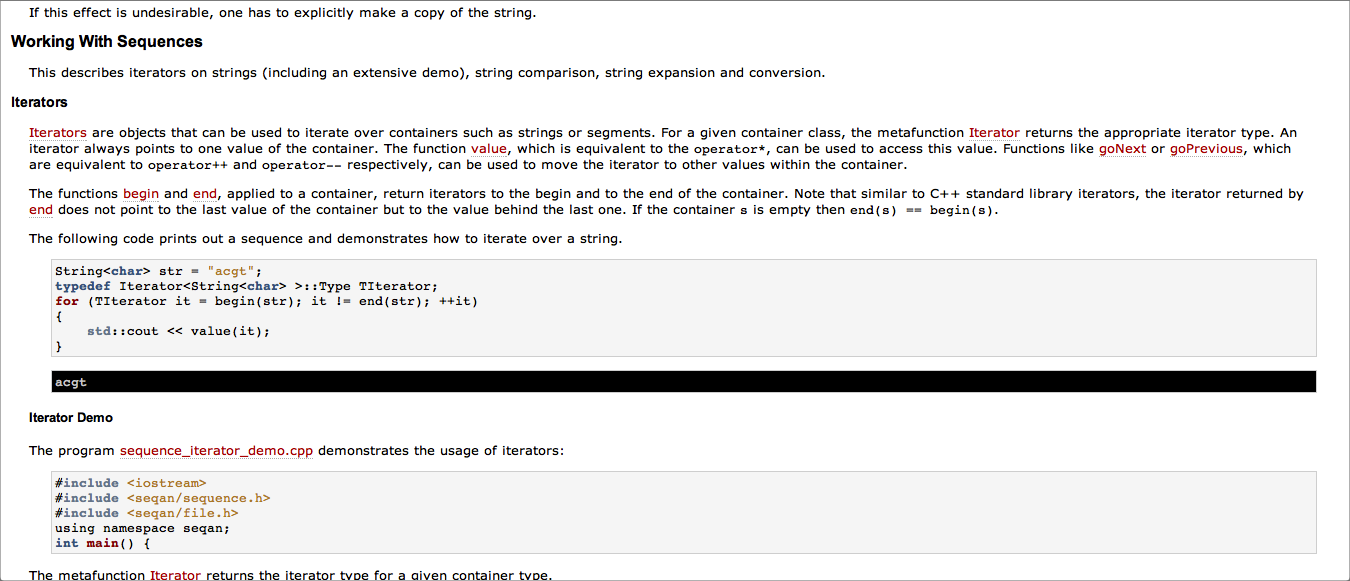 If this effect is undesirable, one has to explicitly make a copy of the string.
Working With Sequences
This describes iterators on strings (including an extensive demo), string comparison, string expansion and conversion.
Iterators
Iterators are objects that can be used to iterate over containers such as strings or segments. For a given container class, the metafunction Iterator returns the appropriate iterator type. An
iterator always points to one value of the container. The function value, which is equivalent to the operator*, can be used to access this value. Functions like goNext or goPrevious, which
are equivalent to operator++ and operator-- respectively, can be used to move the iterator to other values within the container.
The functions begin and end, applied to a container, return iterators to the begin and to the end of the container. Note that similar to C++ standard library iterators, the iterator returned by
end does not point to the last value of the container but to the value behind the last one. If the container s is empty then end(s) == begin(s).
The following code prints out a sequence and demonstrates how to iterate over a string.
String<char> str = "acgt";
typedef Iterator<String<char> >::Type TIterator;
for (TIterator it = begin(str); it != end(str); ++it)
{
    std::cout << value(it);
}
acgt
Iterator Demo
The program sequence_iterator_demo.cpp demonstrates the usage of iterators:
#include <iostream>
#include <seqan/sequence.h>
#include <seqan/file.h>
using namespace seqan;
int main() {
The metafunction Iterator returns the iterator type for a given container type.